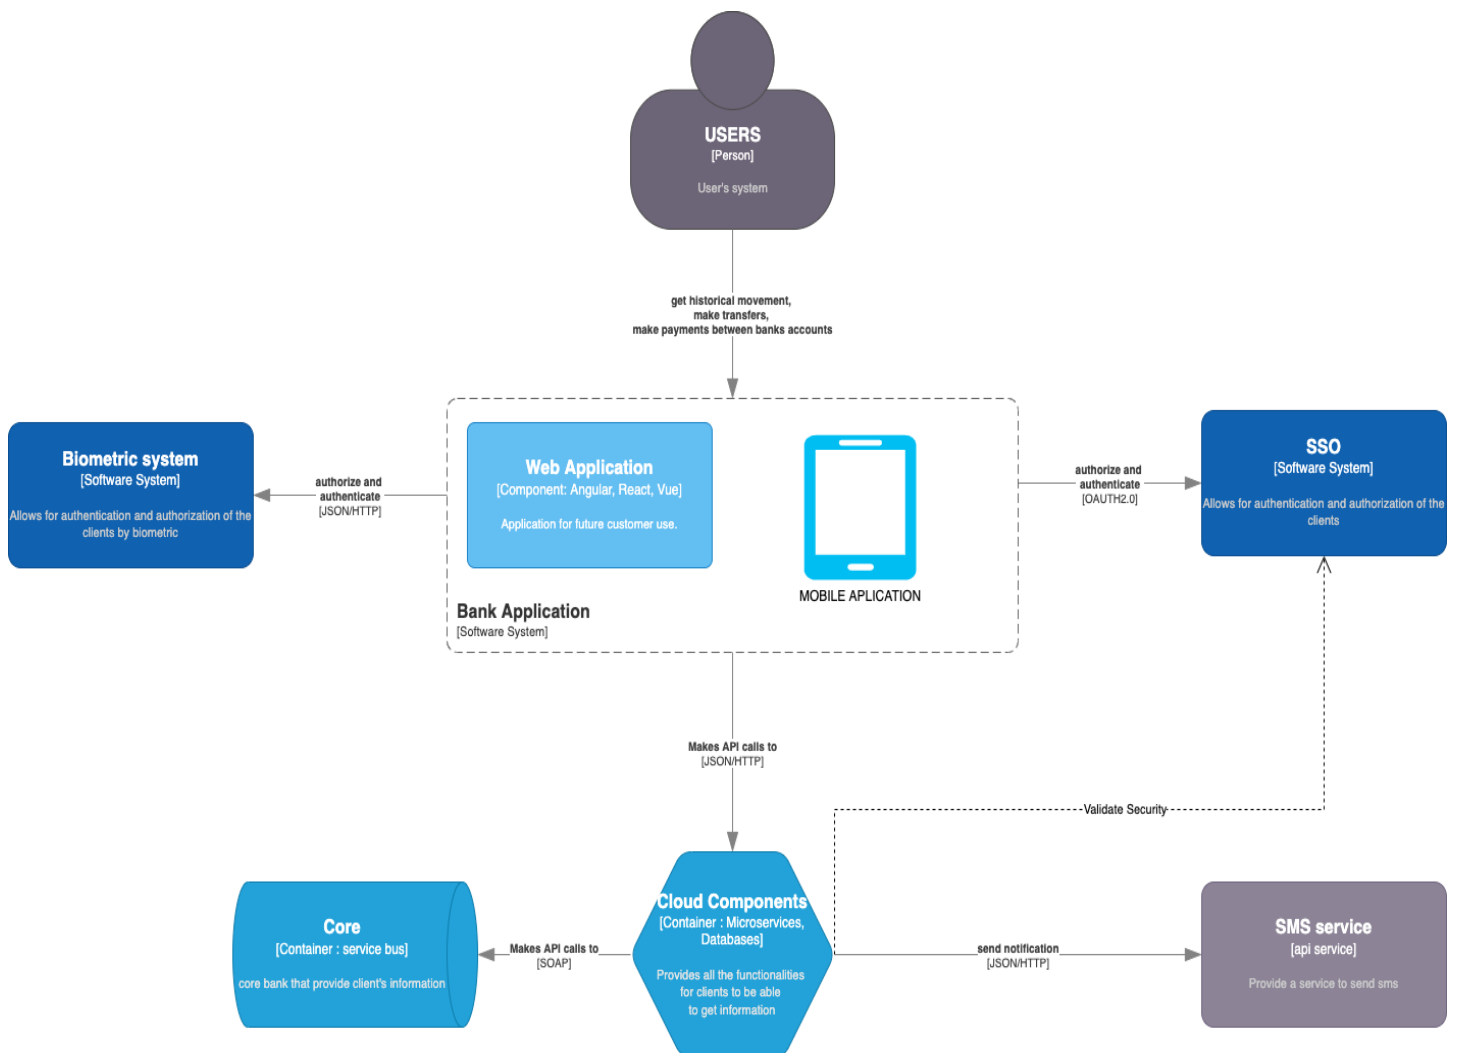 USERS
[Person]
User's system
get historical movement,
make transfers,
make payments between banks accounts
Biometric system
[Software System]
Allows for authentication and authorization of the
clients by biometric
authorize and
authenticate
[JSON/HTTP]
Web Application
[Component: Angular, React, Vue]
Application for future customer use.
MOBILE APLICATION
Bank Application
[Software System]
authorize and
authenticate
[OAUTH2.0]
SSO
[Software System]
Allows for authentication and authorization of the
clients
Makes API calls to
[JSON/HTTP]
Validate Security
Core
[Container : service bus]
core bank that provide client's information
Makes API calls to
[SOAP]
Cloud Components
[Container : Microservices,
Databases]
Provides all the functionalities
for clients to be able
to get information
send notification
[JSON/HTTP]
SMS service
[api service]
Provide a service to send sms